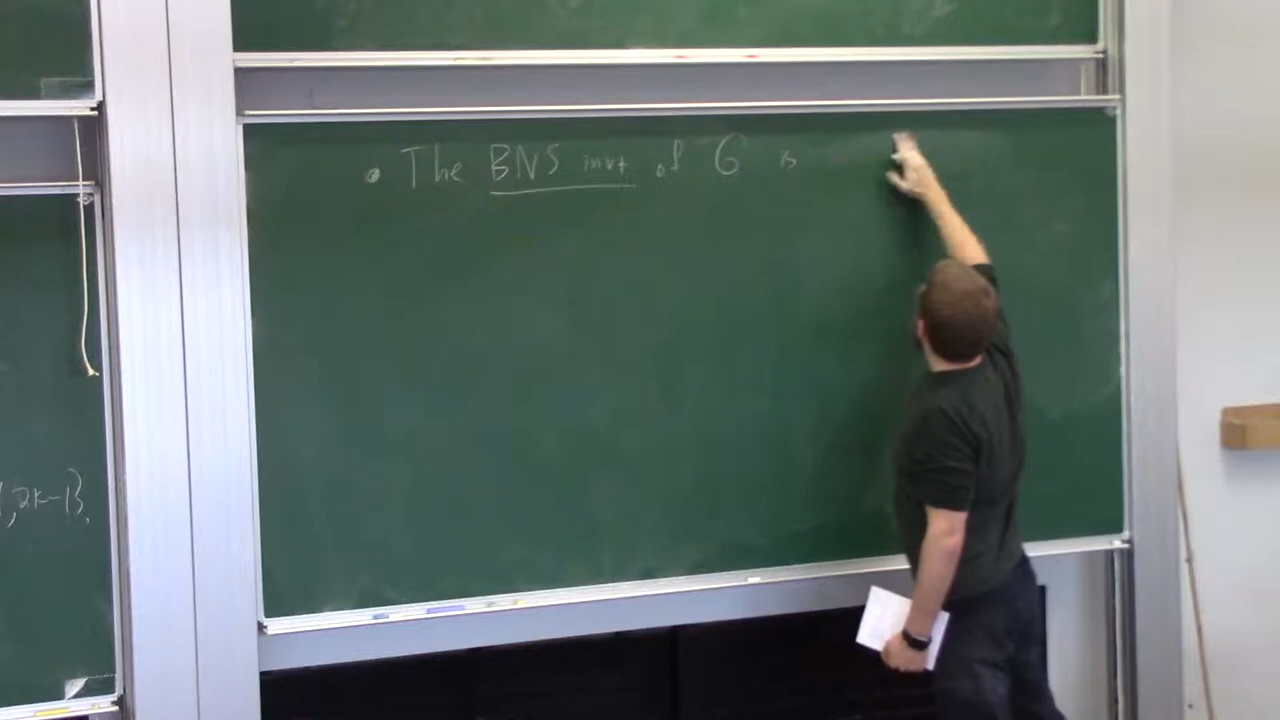 • The BNS invt of G is
, 2k-1},